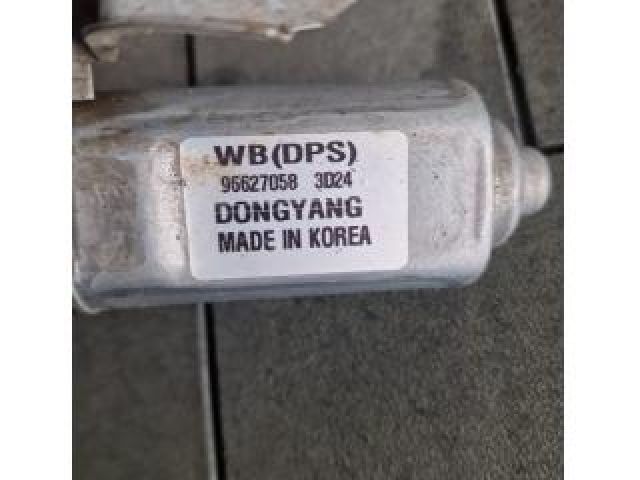 WB(DPS)
96627058 3D24
DONGYANG
MADE IN KOREA